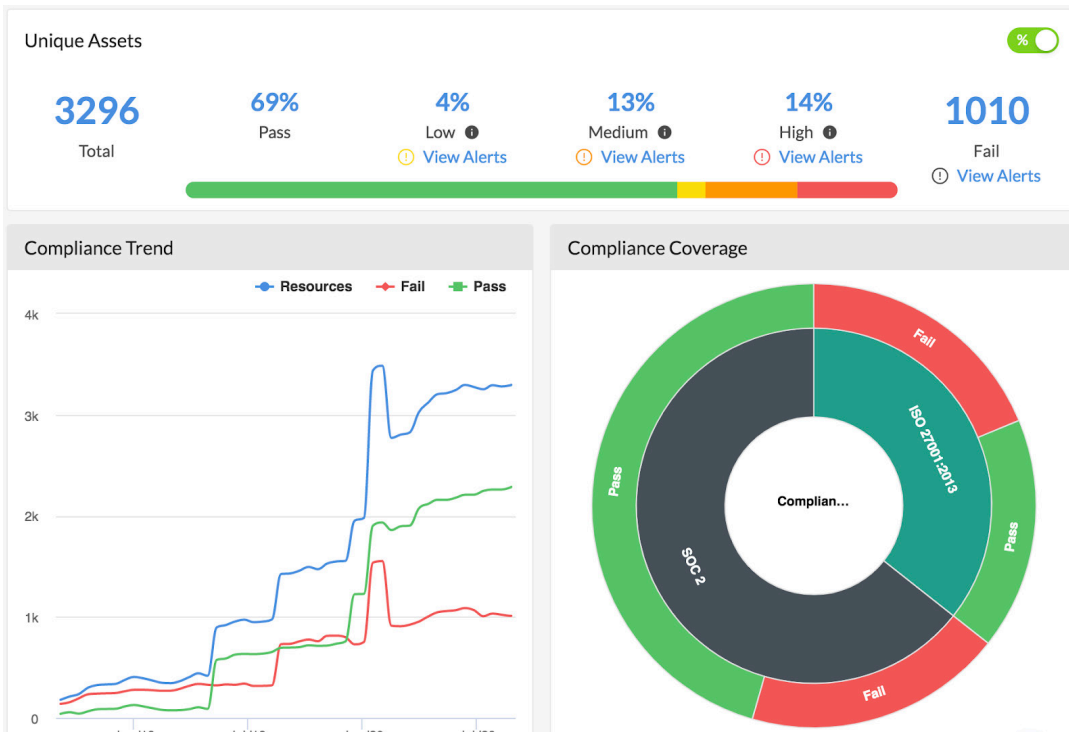 Unique Assets
%
3296
Total
69%
Pass
4%
Low
View Alerts
13%
Medium
View Alerts
14%
High
View Alerts
1010
Fail
View Alerts
Compliance Trend
Resources Fail Pass
4k
3k
2k
1k
0
Compliance Coverage
Fail
ISO 27001:2013
Pass
Complian...
Pass
SOC 2
Fail